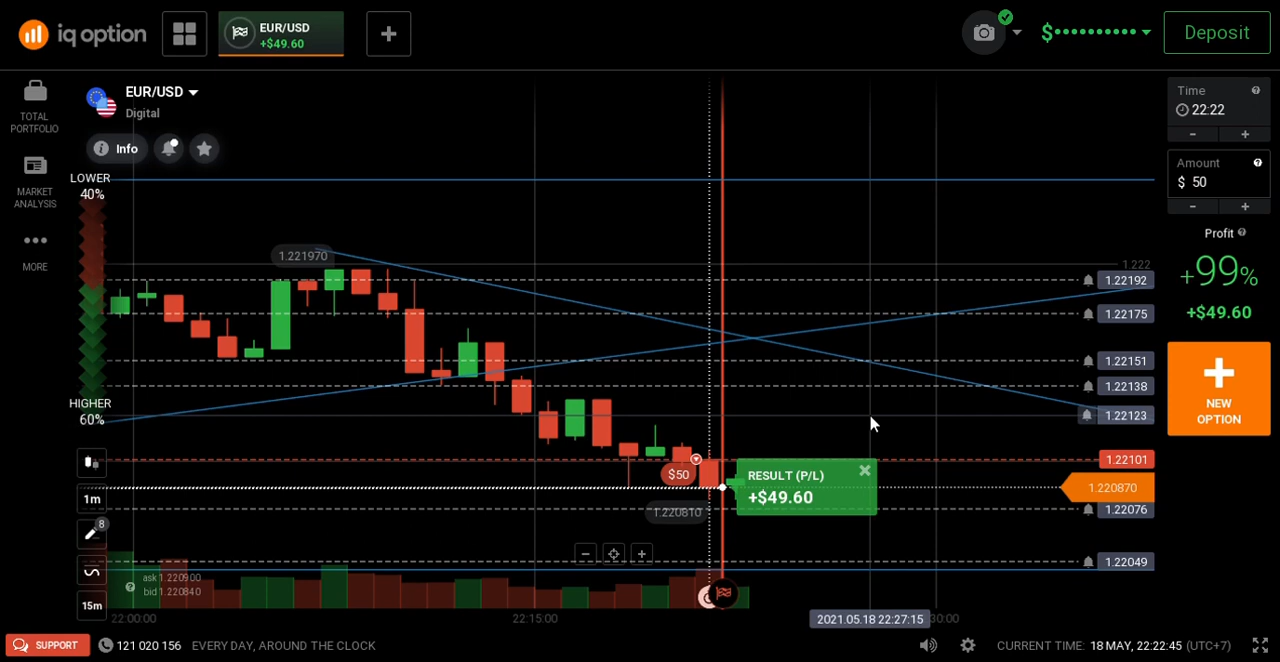 iq option
EUR/USD
+$49.60
$••••••••••
Deposit
TOTAL
PORTFOLIO
MARKET
ANALYSIS
MORE
EUR/USD
Digital
Info
LOWER
40%
HIGHER
60%
1m
8
15m
1.221970
1.222
1.22192
1.22175
1.22151
1.22138
1.22123
1.22101
1.220870
1.22076
1.22049
$50
RESULT (P/L)
+$49.60
1.220810
ask 1.220900
bid 1.220840
22:00:00
22:15:00
2021.05.18 22:27:15
30:00
Time
22:22
- +
Amount
$ 50
- +
Profit
+99%
+$49.60
NEW
OPTION
SUPPORT
121 020 156
EVERY DAY, AROUND THE CLOCK
CURRENT TIME: 18 MAY, 22:22:45 (UTC+7)